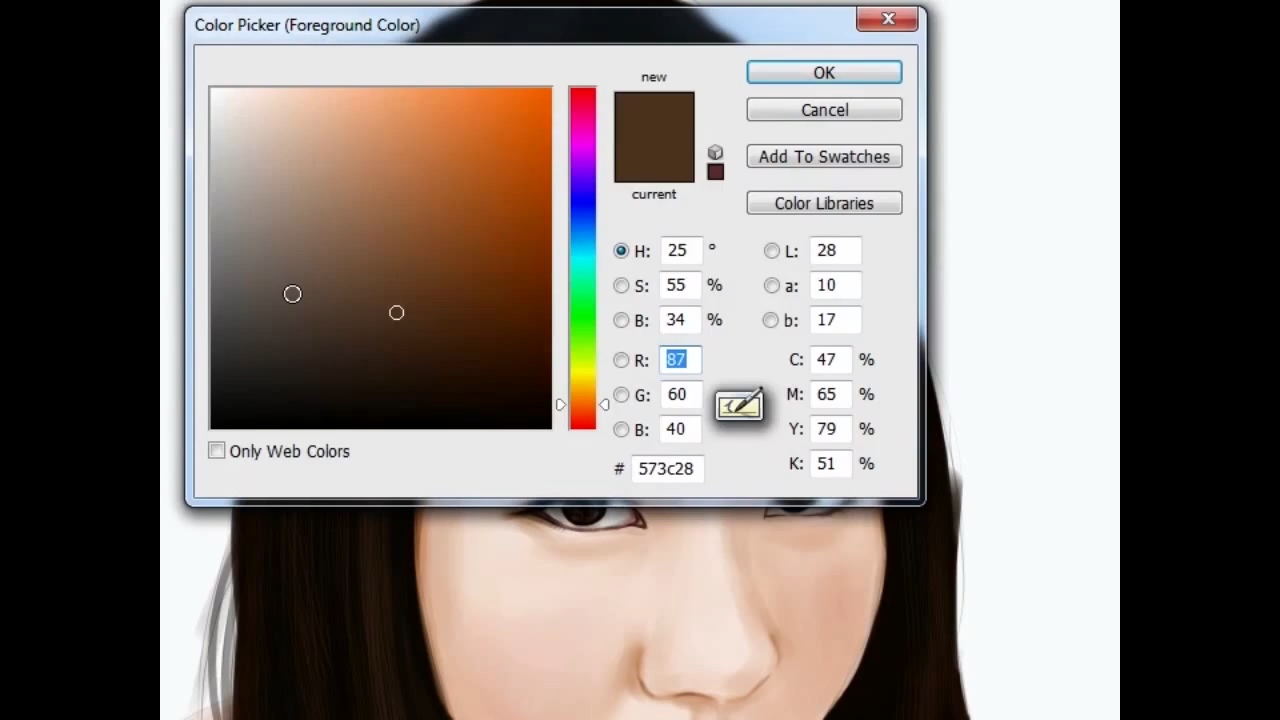 Color Picker (Foreground Color)
new
current
OK
Cancel
Add To Swatches
Color Libraries
H: 25 °
S: 55 %
B: 34 %
R: 87
G: 60
B: 40
# 573c28
L: 28
a: 10
b: 17
C: 47 %
M: 65 %
Y: 79 %
K: 51 %
Only Web Colors